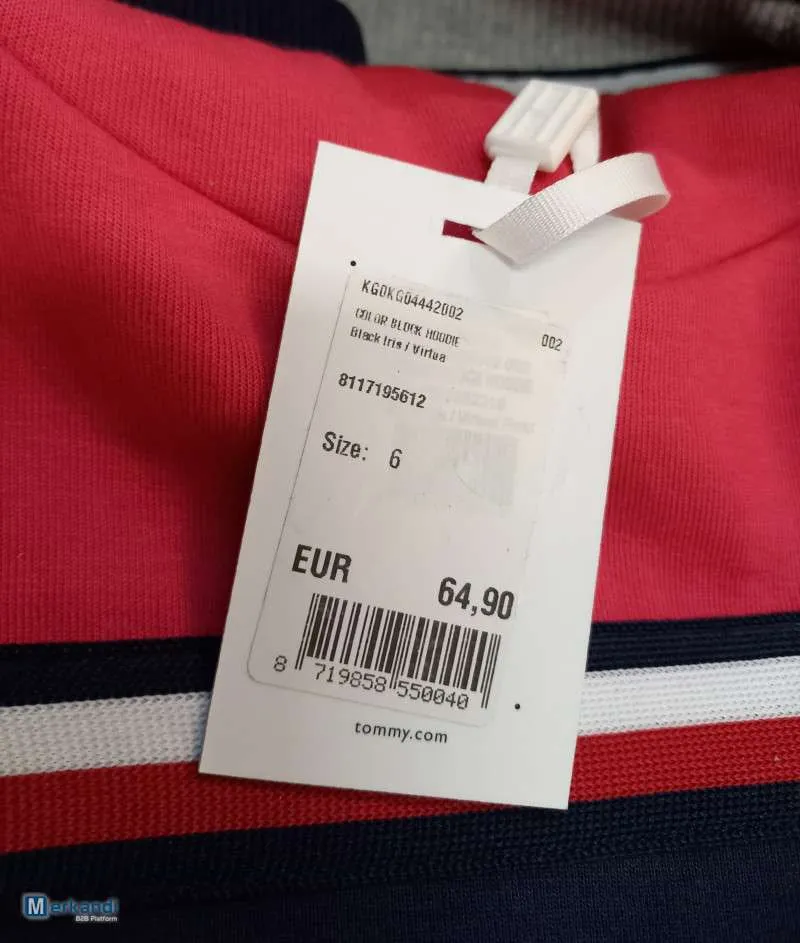 KG0KG04442002
COLOR BLOCK HOODIE
002
Black Iris / Virtua
8117195612
Size: 6
EUR 64,90
8 719858 550040
tommy.com
Merkandi
B2B Platform